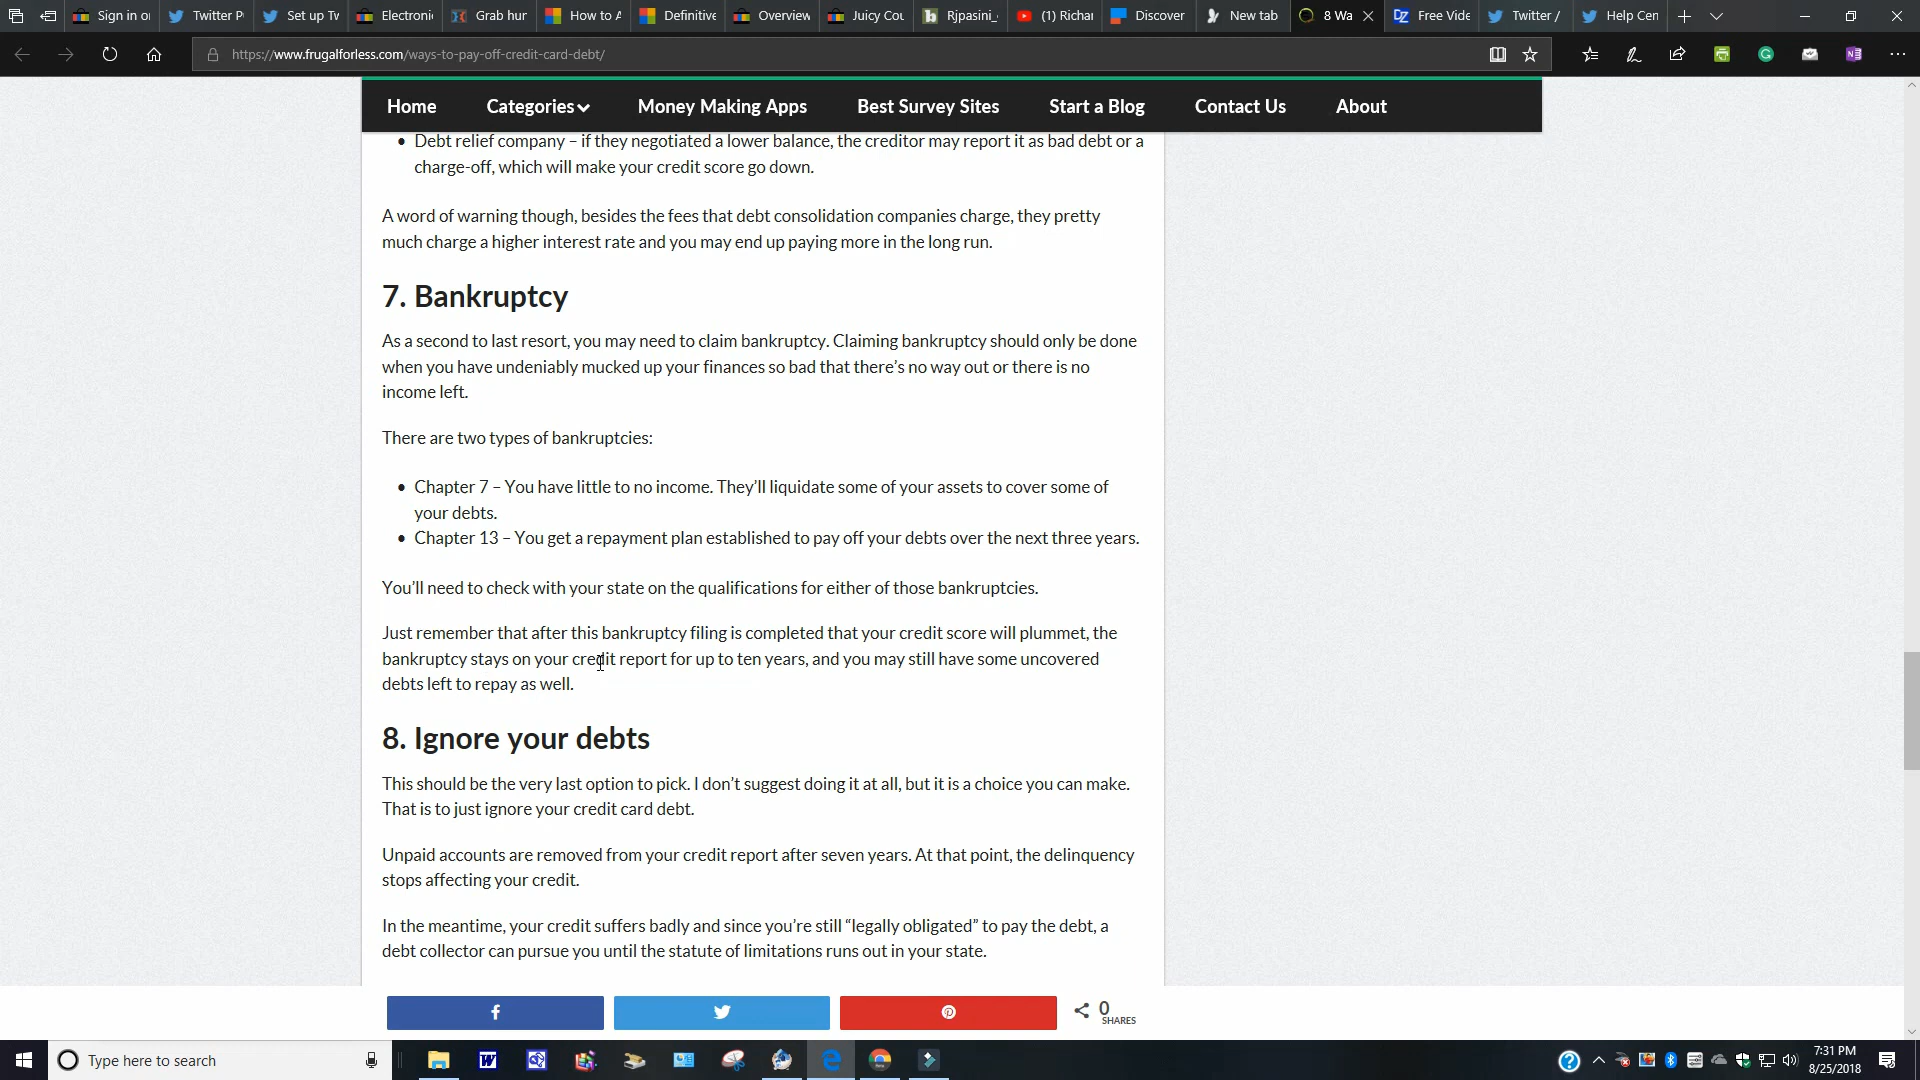 Sign in o
Twitter P
Set up Tv
Electroni
Grab hur
How to A
Definitive
Overview
Juicy Cou
Rjpasini_
(1) Richar
Discover
New tab
8 Wa
Free Vide
Twitter /
Help Cen
https://www.frugalforless.com/ways-to-pay-off-credit-card-debt/
Home Categories Money Making Apps Best Survey Sites Start a Blog Contact Us About
• Debt relief company – if they negotiated a lower balance, the creditor may report it as bad debt or a
charge-off, which will make your credit score go down.
A word of warning though, besides the fees that debt consolidation companies charge, they pretty
much charge a higher interest rate and you may end up paying more in the long run.
7. Bankruptcy
As a second to last resort, you may need to claim bankruptcy. Claiming bankruptcy should only be done
when you have undeniably mucked up your finances so bad that there’s no way out or there is no
income left.
There are two types of bankruptcies:
• Chapter 7 – You have little to no income. They’ll liquidate some of your assets to cover some of
your debts.
• Chapter 13 – You get a repayment plan established to pay off your debts over the next three years.
You’ll need to check with your state on the qualifications for either of those bankruptcies.
Just remember that after this bankruptcy filing is completed that your credit score will plummet, the
bankruptcy stays on your credit report for up to ten years, and you may still have some uncovered
debts left to repay as well.
8. Ignore your debts
This should be the very last option to pick. I don’t suggest doing it at all, but it is a choice you can make.
That is to just ignore your credit card debt.
Unpaid accounts are removed from your credit report after seven years. At that point, the delinquency
stops affecting your credit.
In the meantime, your credit suffers badly and since you’re still “legally obligated” to pay the debt, a
debt collector can pursue you until the statute of limitations runs out in your state.
0
SHARES
Type here to search
7:31 PM
8/25/2018